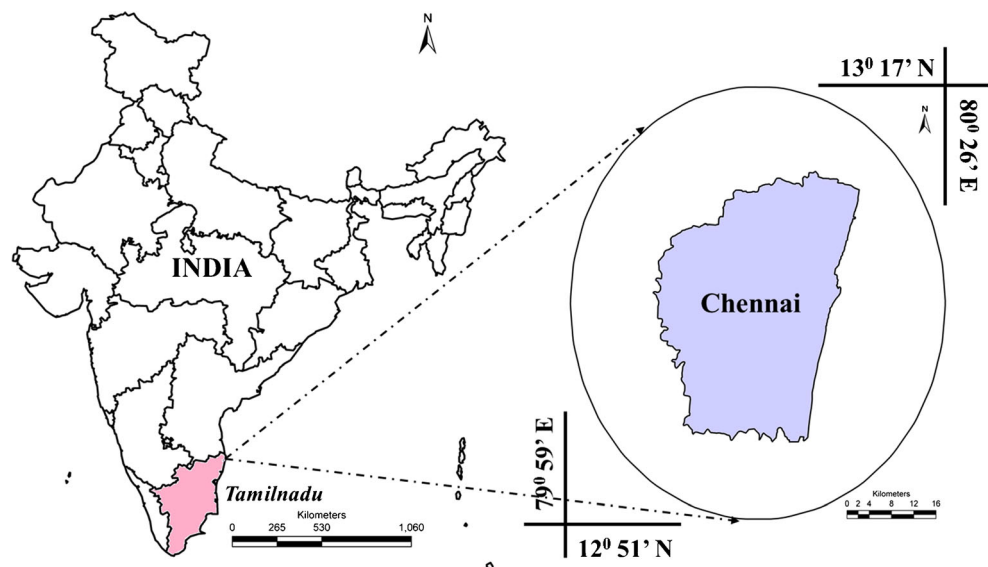 N
INDIA
Tamilnadu
Kilometers
0 265 530 1,060
13⁰ 17’ N
80⁰ 26’ E
N
Chennai
79⁰ 59’ E
12⁰ 51’ N
Kilometers
0 2 4 8 12 16